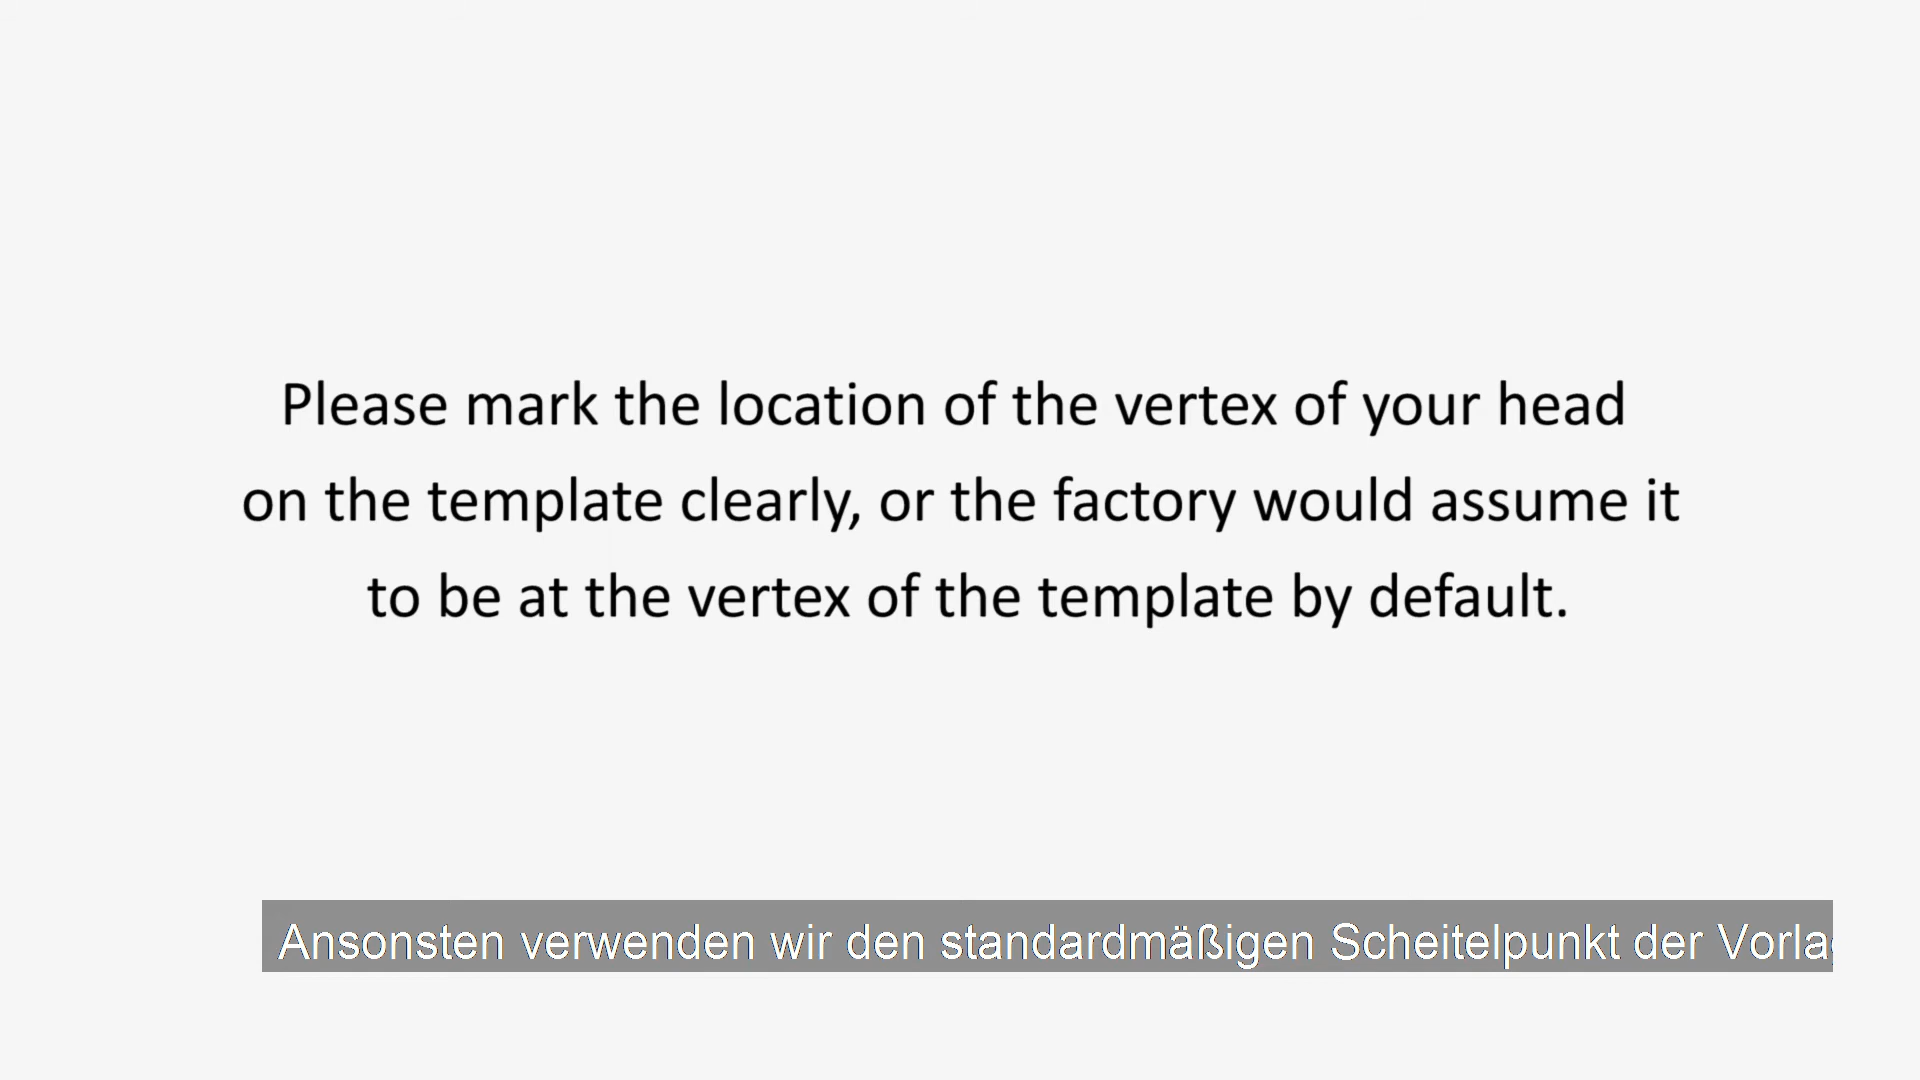 Please mark the location of the vertex of your head
on the template clearly, or the factory would assume it
to be at the vertex of the template by default.
Ansonsten verwenden wir den standardmäßigen Scheitelpunkt der